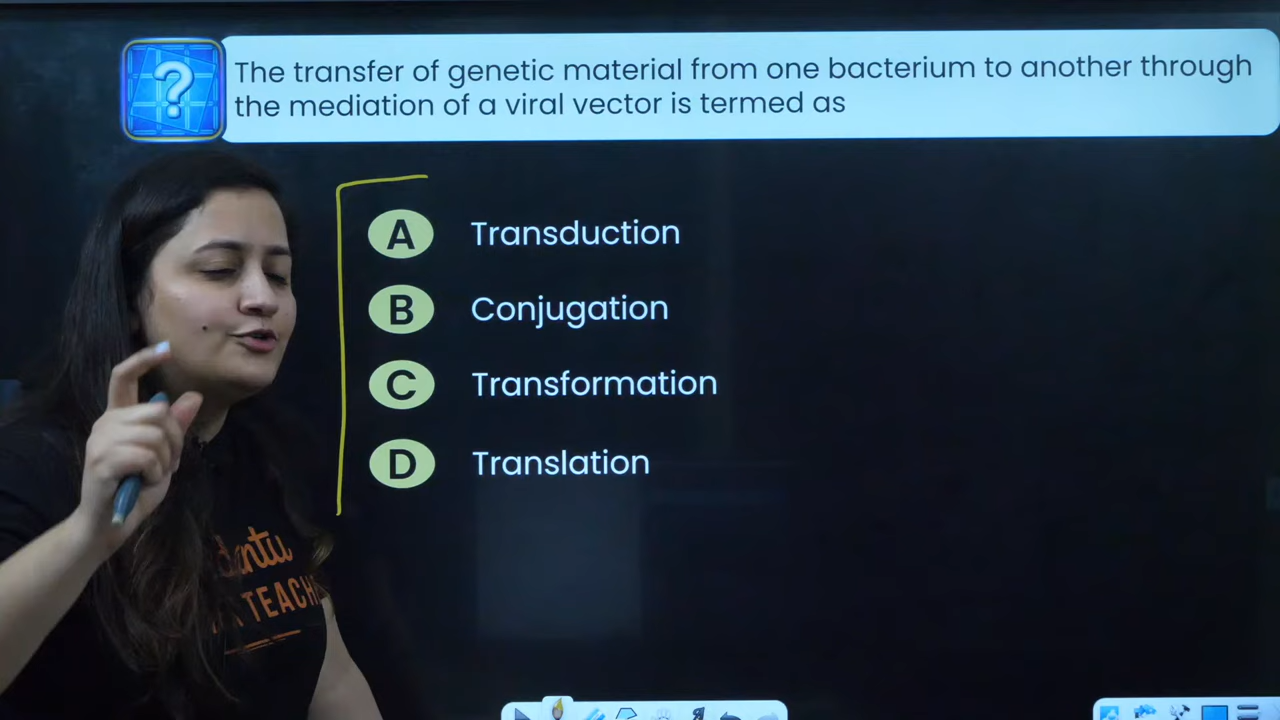 ?
The transfer of genetic material from one bacterium to another through
the mediation of a viral vector is termed as
A Transduction
B Conjugation
C Transformation
D Translation